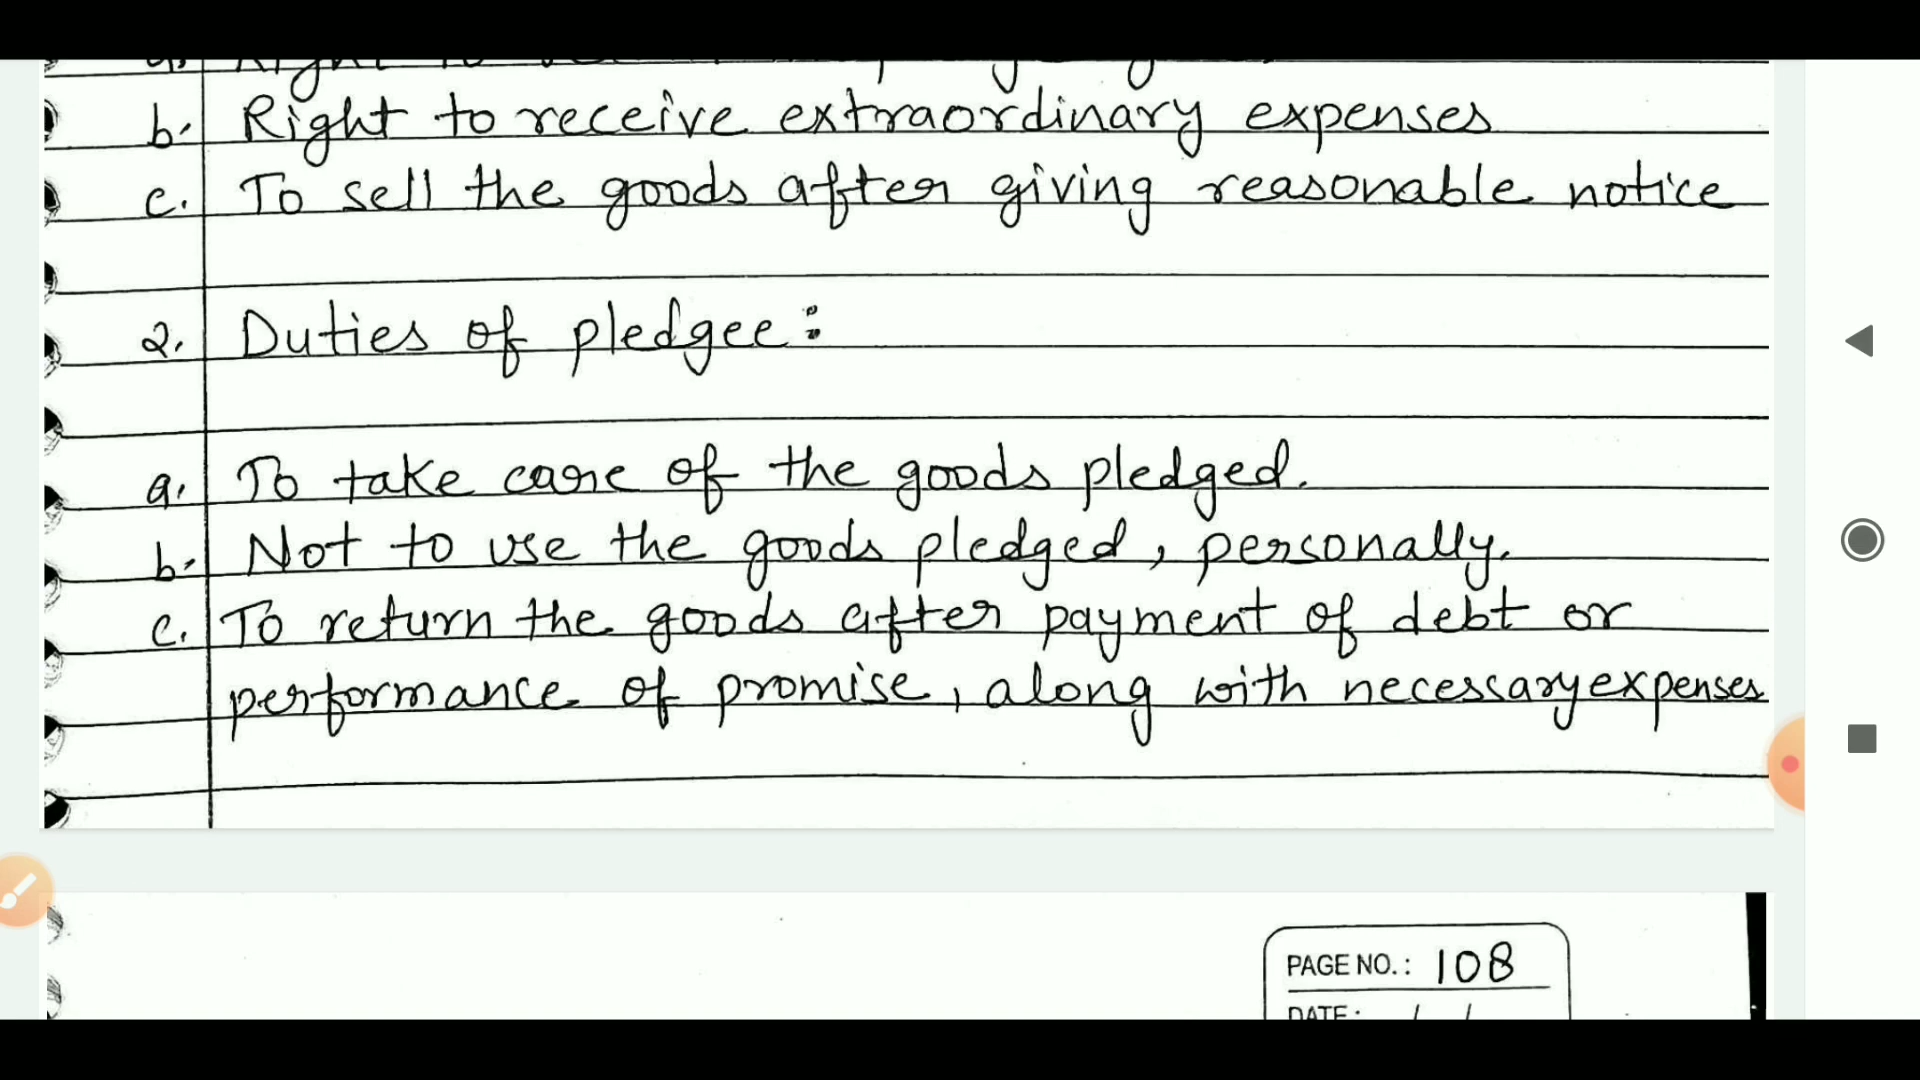 b. Right to receive extraordinary expenses
c. To sell the goods after giving reasonable notice
2. Duties of pledgee:
a. To take care of the goods pledged.
b. Not to use the goods pledged, personally.
c. To return the goods after payment of debt or
performance of promise, along with necessary expenses
PAGE NO.: 108
DATE: / /